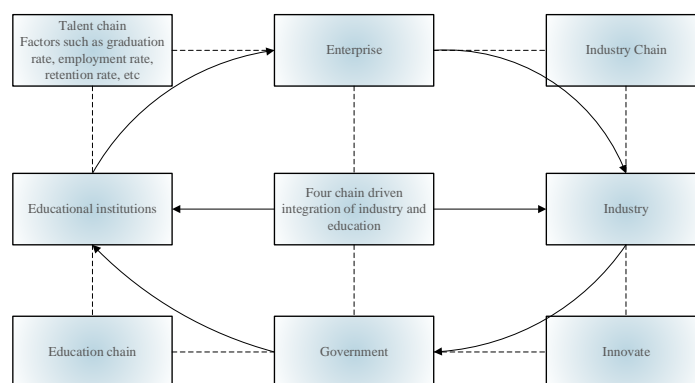 Talent chain
Factors such as graduation
rate, employment rate,
retention rate, etc
Enterprise
Industry Chain
Educational institutions
Four chain driven
integration of industry and
education
Industry
Education chain
Government
Innovate